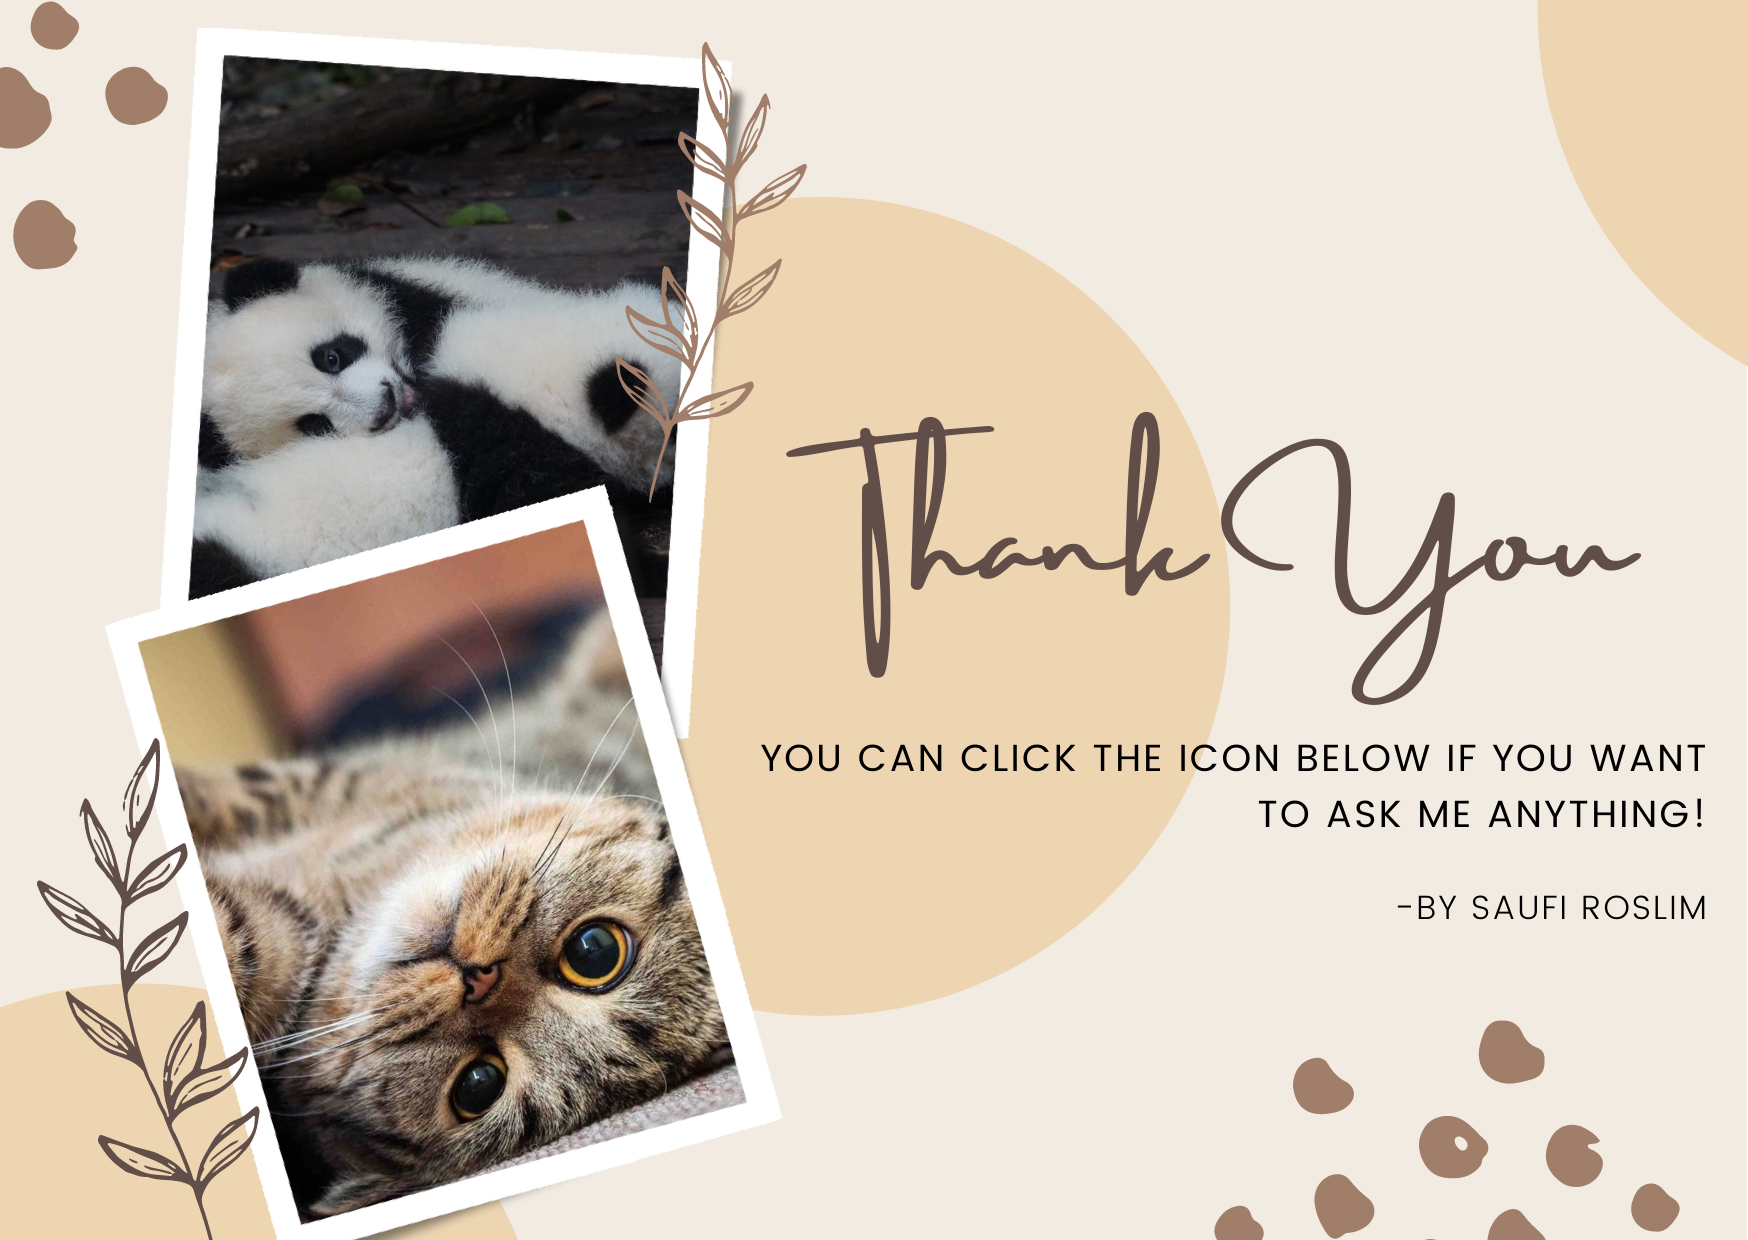 Thank You
YOU CAN CLICK THE ICON BELOW IF YOU WANT
TO ASK ME ANYTHING!
-BY SAUFI ROSLIM